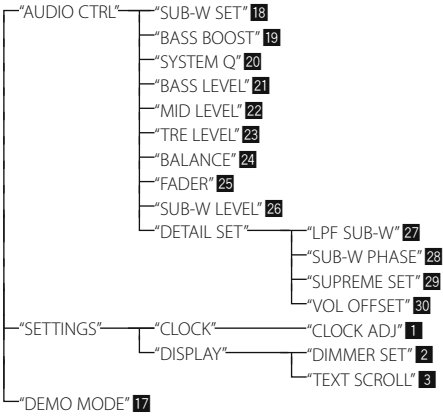 “AUDIO CTRL” “SUB-W SET” 18
“BASS BOOST” 19
“SYSTEM Q” 20
“BASS LEVEL” 21
“MID LEVEL” 22
“TRE LEVEL” 23
“BALANCE” 24
“FADER” 25
“SUB-W LEVEL” 26
“DETAIL SET” “LPF SUB-W” 27
“SUB-W PHASE” 28
“SUPREME SET” 29
“VOL OFFSET” 30
“SETTINGS” “CLOCK” “CLOCK ADJ” 1
“DISPLAY” “DIMMER SET” 2
“TEXT SCROLL” 3
“DEMO MODE” 17